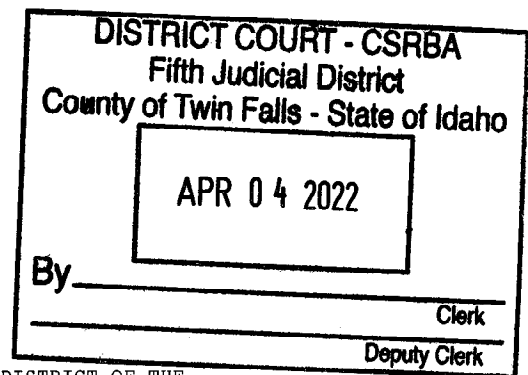 DISTRICT COURT - CSRBA
Fifth Judicial District
County of Twin Falls - State of Idaho
APR 04 2022
By
Clerk
Deputy Clerk
DISTRICT OF THE